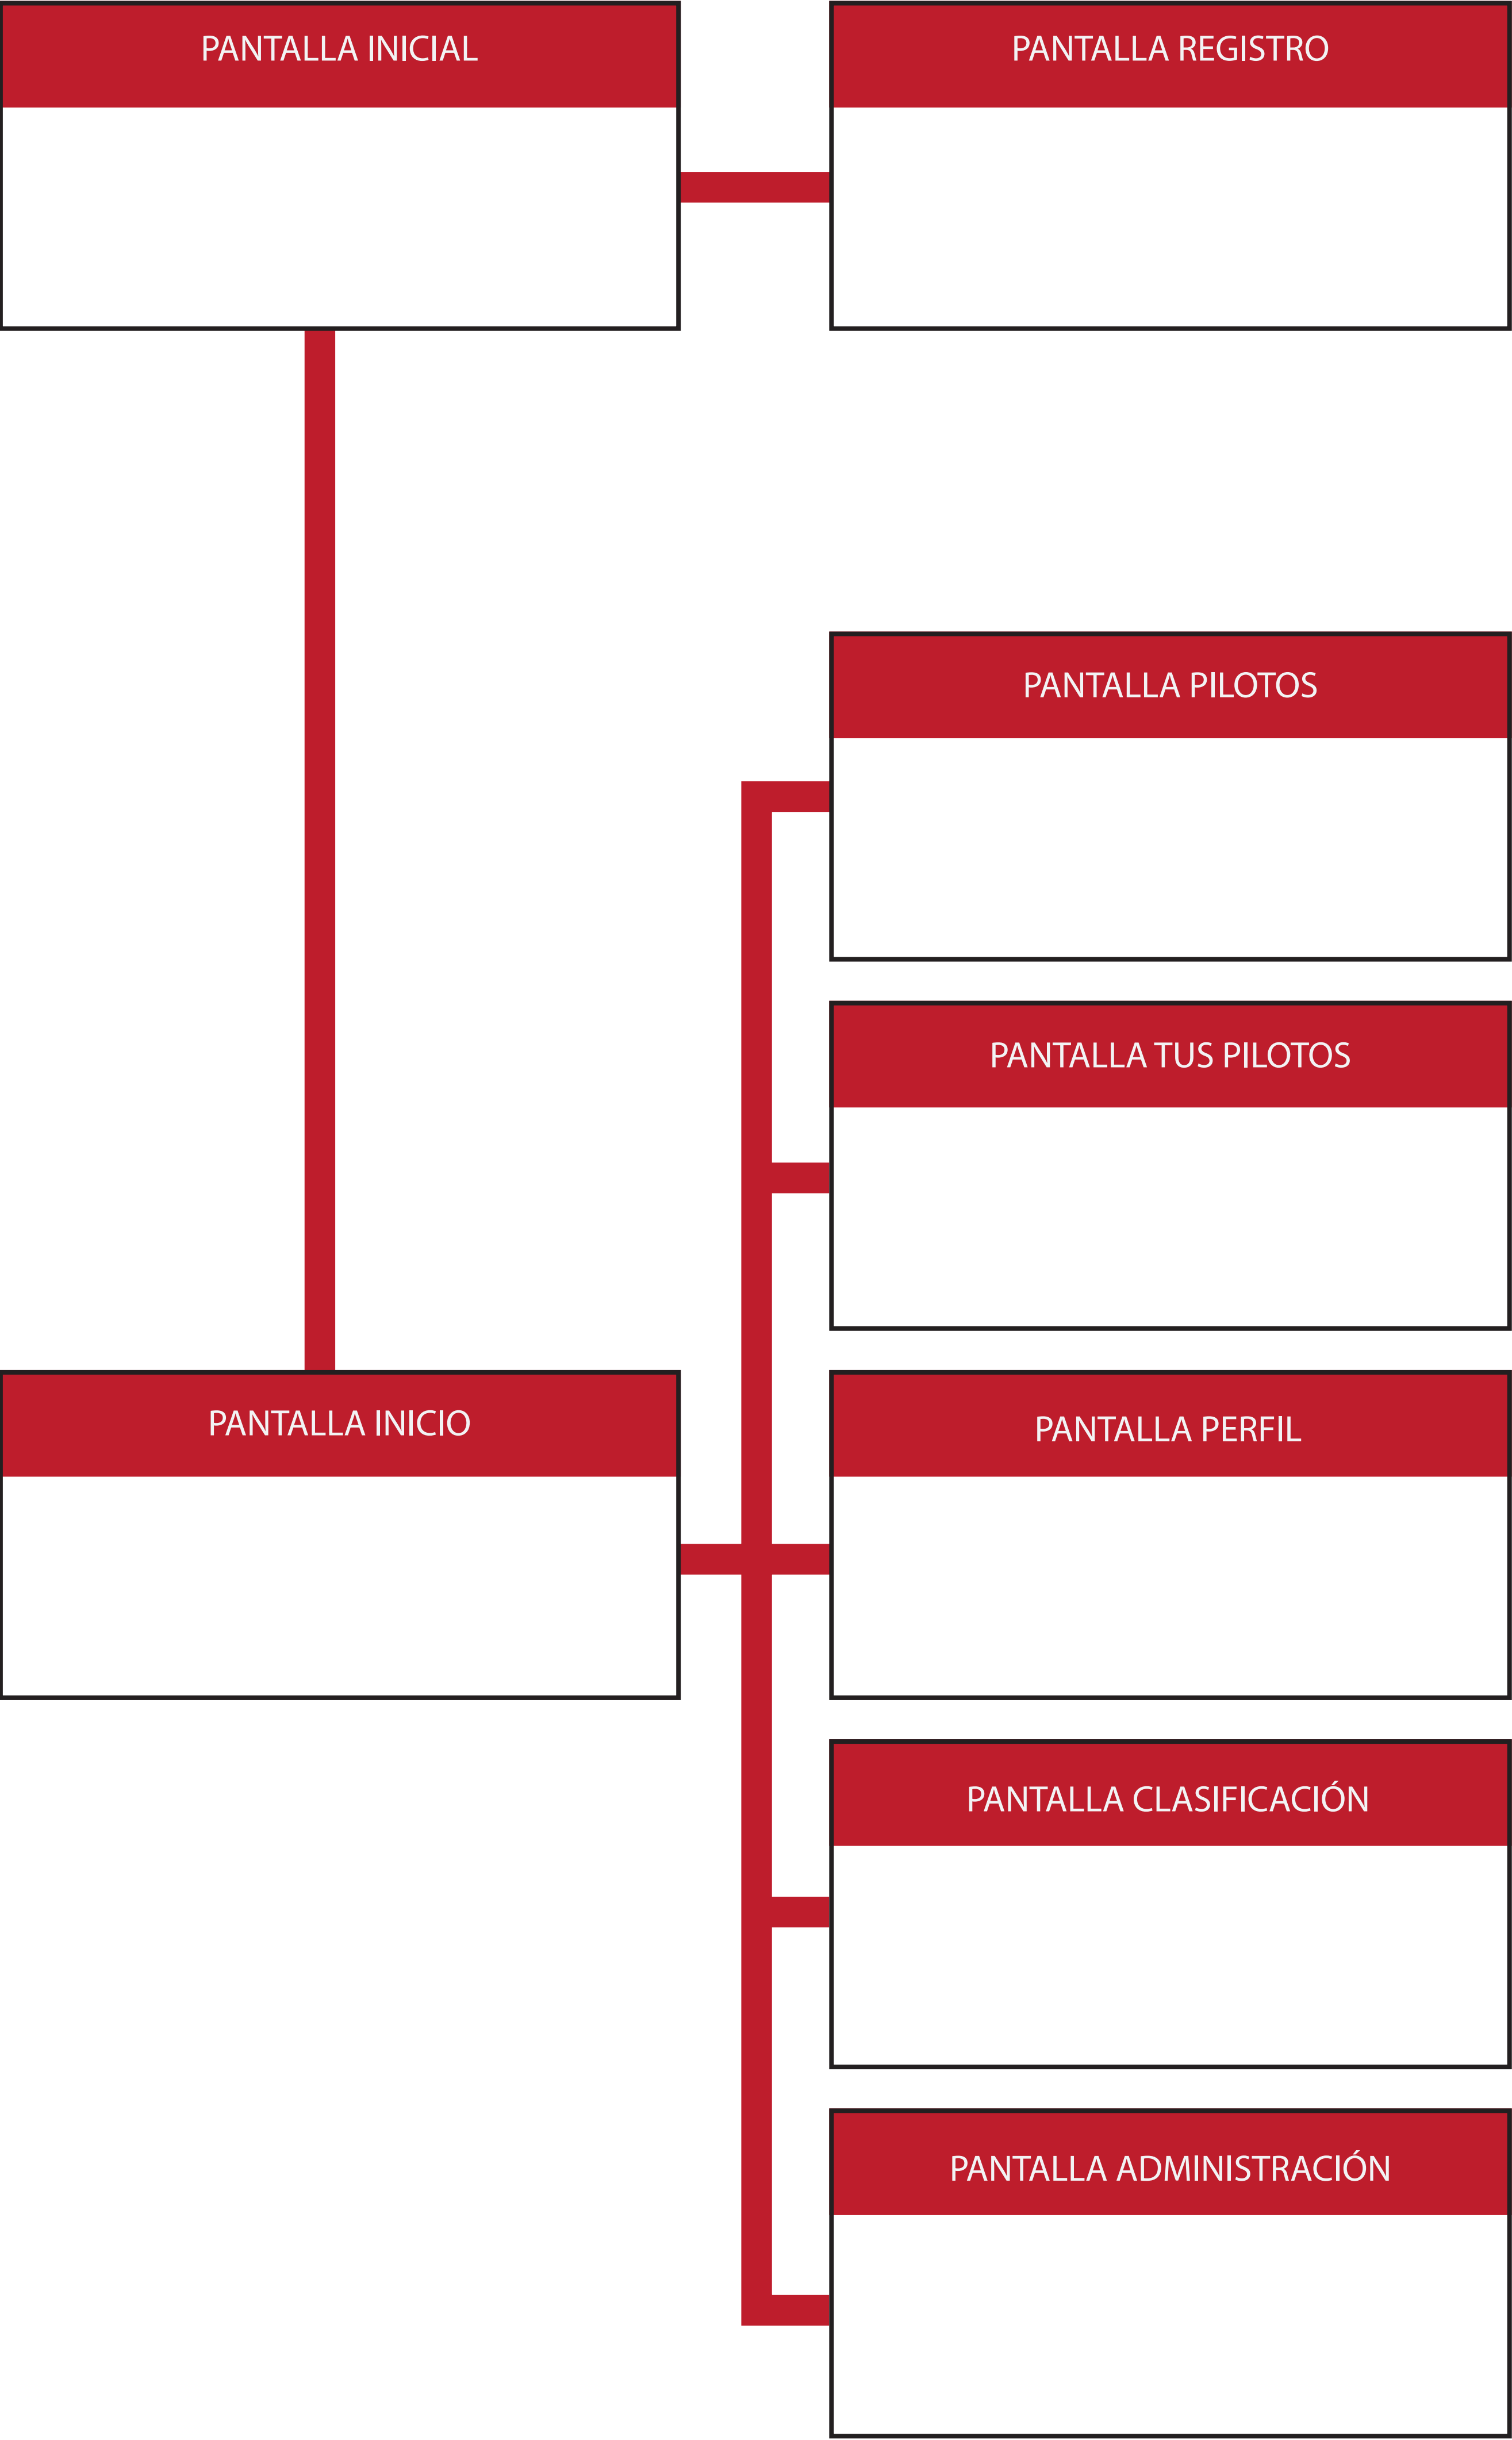 PANTALLA INICIAL
PANTALLA REGISTRO
PANTALLA PILOTOS
PANTALLA TUS PILOTOS
PANTALLA INICIO
PANTALLA PERFIL
PANTALLA CLASIFICACIÓN
PANTALLA ADMINISTRACIÓN